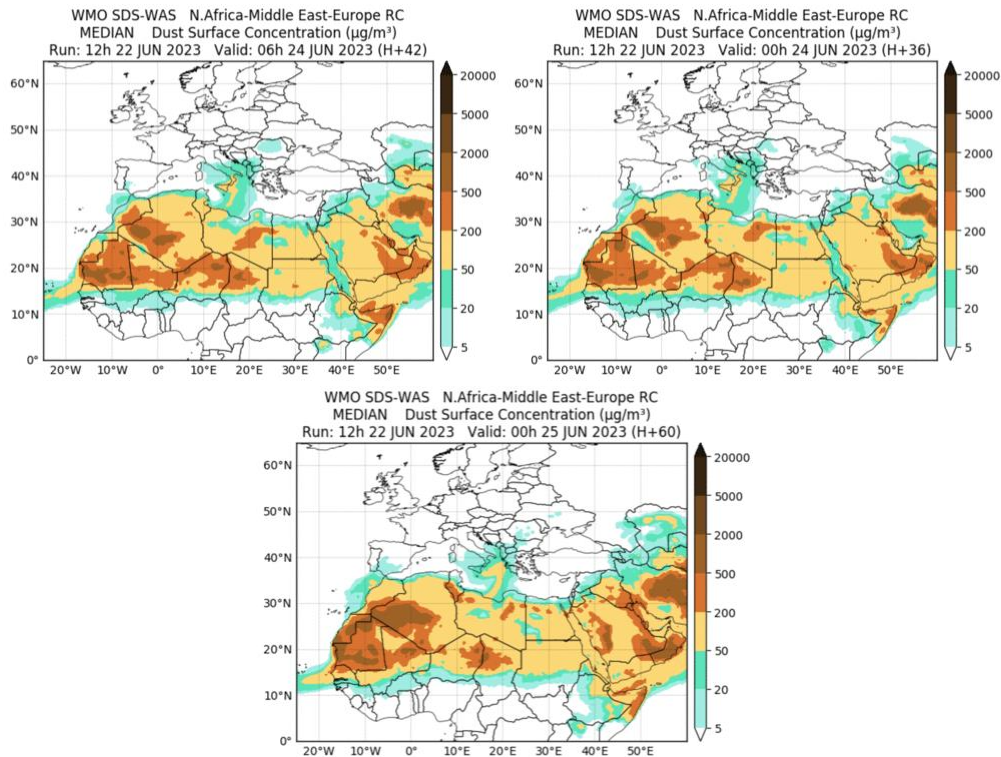 WMO SDS-WAS N.Africa-Middle East-Europe RC
MEDIAN Dust Surface Concentration (µg/m³)
Run: 12h 22 JUN 2023 Valid: 06h 24 JUN 2023 (H+42)
60°N
50°N
40°N
30°N
20°N
10°N
0°
20°W 10°W 0° 10°E 20°E 30°E 40°E 50°E
20000
5000
2000
500
200
50
20
5
WMO SDS-WAS N.Africa-Middle East-Europe RC
MEDIAN Dust Surface Concentration (µg/m³)
Run: 12h 22 JUN 2023 Valid: 00h 24 JUN 2023 (H+36)
60°N
50°N
40°N
30°N
20°N
10°N
0°
20°W 10°W 0° 10°E 20°E 30°E 40°E 50°E
20000
5000
2000
500
200
50
20
5
WMO SDS-WAS N.Africa-Middle East-Europe RC
MEDIAN Dust Surface Concentration (µg/m³)
Run: 12h 22 JUN 2023 Valid: 00h 25 JUN 2023 (H+60)
60°N
50°N
40°N
30°N
20°N
10°N
0°
20°W 10°W 0° 10°E 20°E 30°E 40°E 50°E
20000
5000
2000
500
200
50
20
5